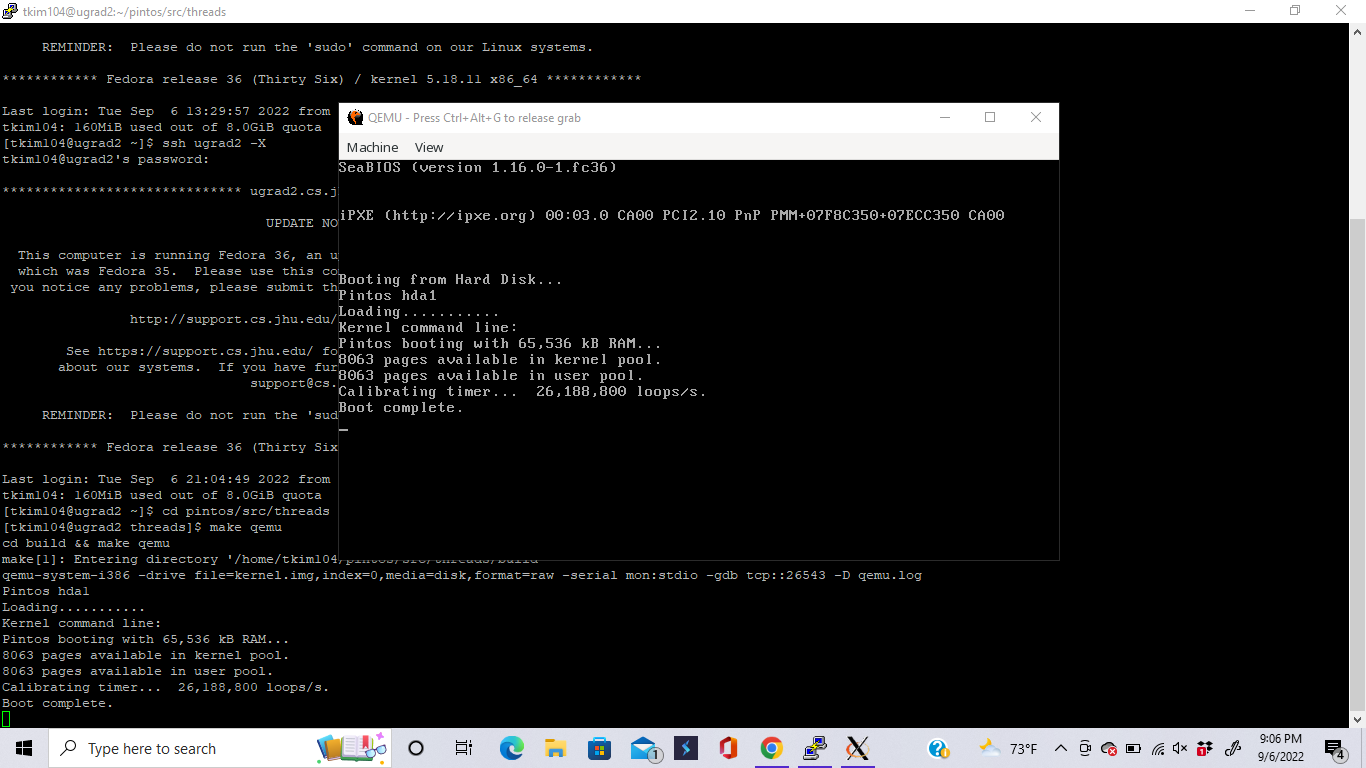 tkim104@ugrad2:~/pintos/src/threads
REMINDER:  Please do not run the 'sudo' command on our Linux systems.
************ Fedora release 36 (Thirty Six) / kernel 5.18.11 x86_64 ************
Last login: Tue Sep  6 13:29:57 2022 from
tkim104: 160MiB used out of 8.0GiB quota
[tkim104@ugrad2 ~]$ ssh ugrad2 -X
tkim104@ugrad2's password:
****************************** ugrad2.cs.j
UPDATE NO
This computer is running Fedora 36, an u
which was Fedora 35.  Please use this co
you notice any problems, please submit th
http://support.cs.jhu.edu/
See https://support.cs.jhu.edu/ fo
about our systems.  If you have fur
support@cs.
REMINDER:  Please do not run the 'sud
************ Fedora release 36 (Thirty Six
Last login: Tue Sep  6 21:04:49 2022 from
tkim104: 160MiB used out of 8.0GiB quota
[tkim104@ugrad2 ~]$ cd pintos/src/threads
[tkim104@ugrad2 threads]$ make qemu
cd build && make qemu
make[1]: Entering directory '/home/tkim104/pintos/src/threads/build'
qemu-system-i386 -drive file=kernel.img,index=0,media=disk,format=raw -serial mon:stdio -gdb tcp::26543 -D qemu.log
Pintos hda1
Loading...........
Kernel command line:
Pintos booting with 65,536 kB RAM...
8063 pages available in kernel pool.
8063 pages available in user pool.
Calibrating timer...  26,188,800 loops/s.
Boot complete.
QEMU - Press Ctrl+Alt+G to release grab
Machine View
SeaBIOS (version 1.16.0-1.fc36)
iPXE (http://ipxe.org) 00:03.0 CA00 PCI2.10 PnP PMM+07F8C350+07ECC350 CA00
Booting from Hard Disk...
Pintos hda1
Loading...........
Kernel command line:
Pintos booting with 65,536 kB RAM...
8063 pages available in kernel pool.
8063 pages available in user pool.
Calibrating timer...  26,188,800 loops/s.
Boot complete.
Type here to search
1
73°F
1
9:06 PM
9/6/2022
4